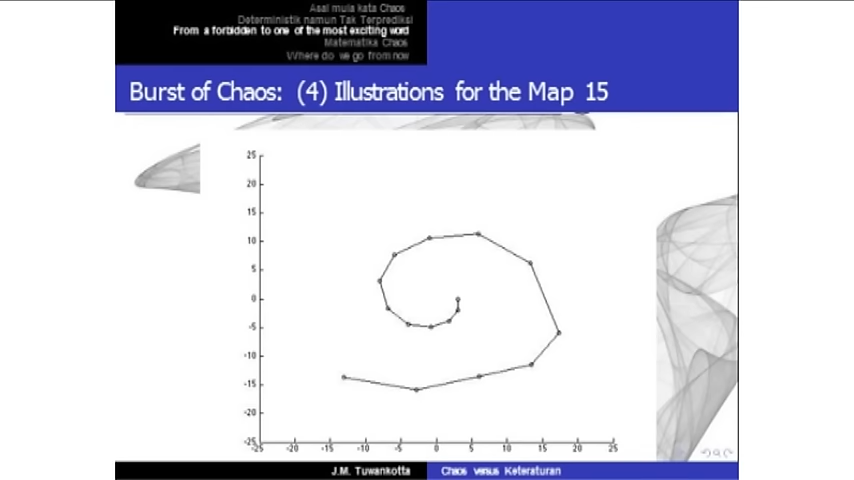 Asal mula kata Chaos
Deterministik namun Tak Terprediksi
From a forbidden to one of the most exciting word
Matematika Chaos
Where do we go from now
Burst of Chaos: (4) Illustrations for the Map 15
25
20
15
10
5
0
-5
-10
-15
-20
-25
-25 -20 -15 -10 -5 0 5 10 15 20 25
J.M. Tuwankotta Chaos versus Keteraturan